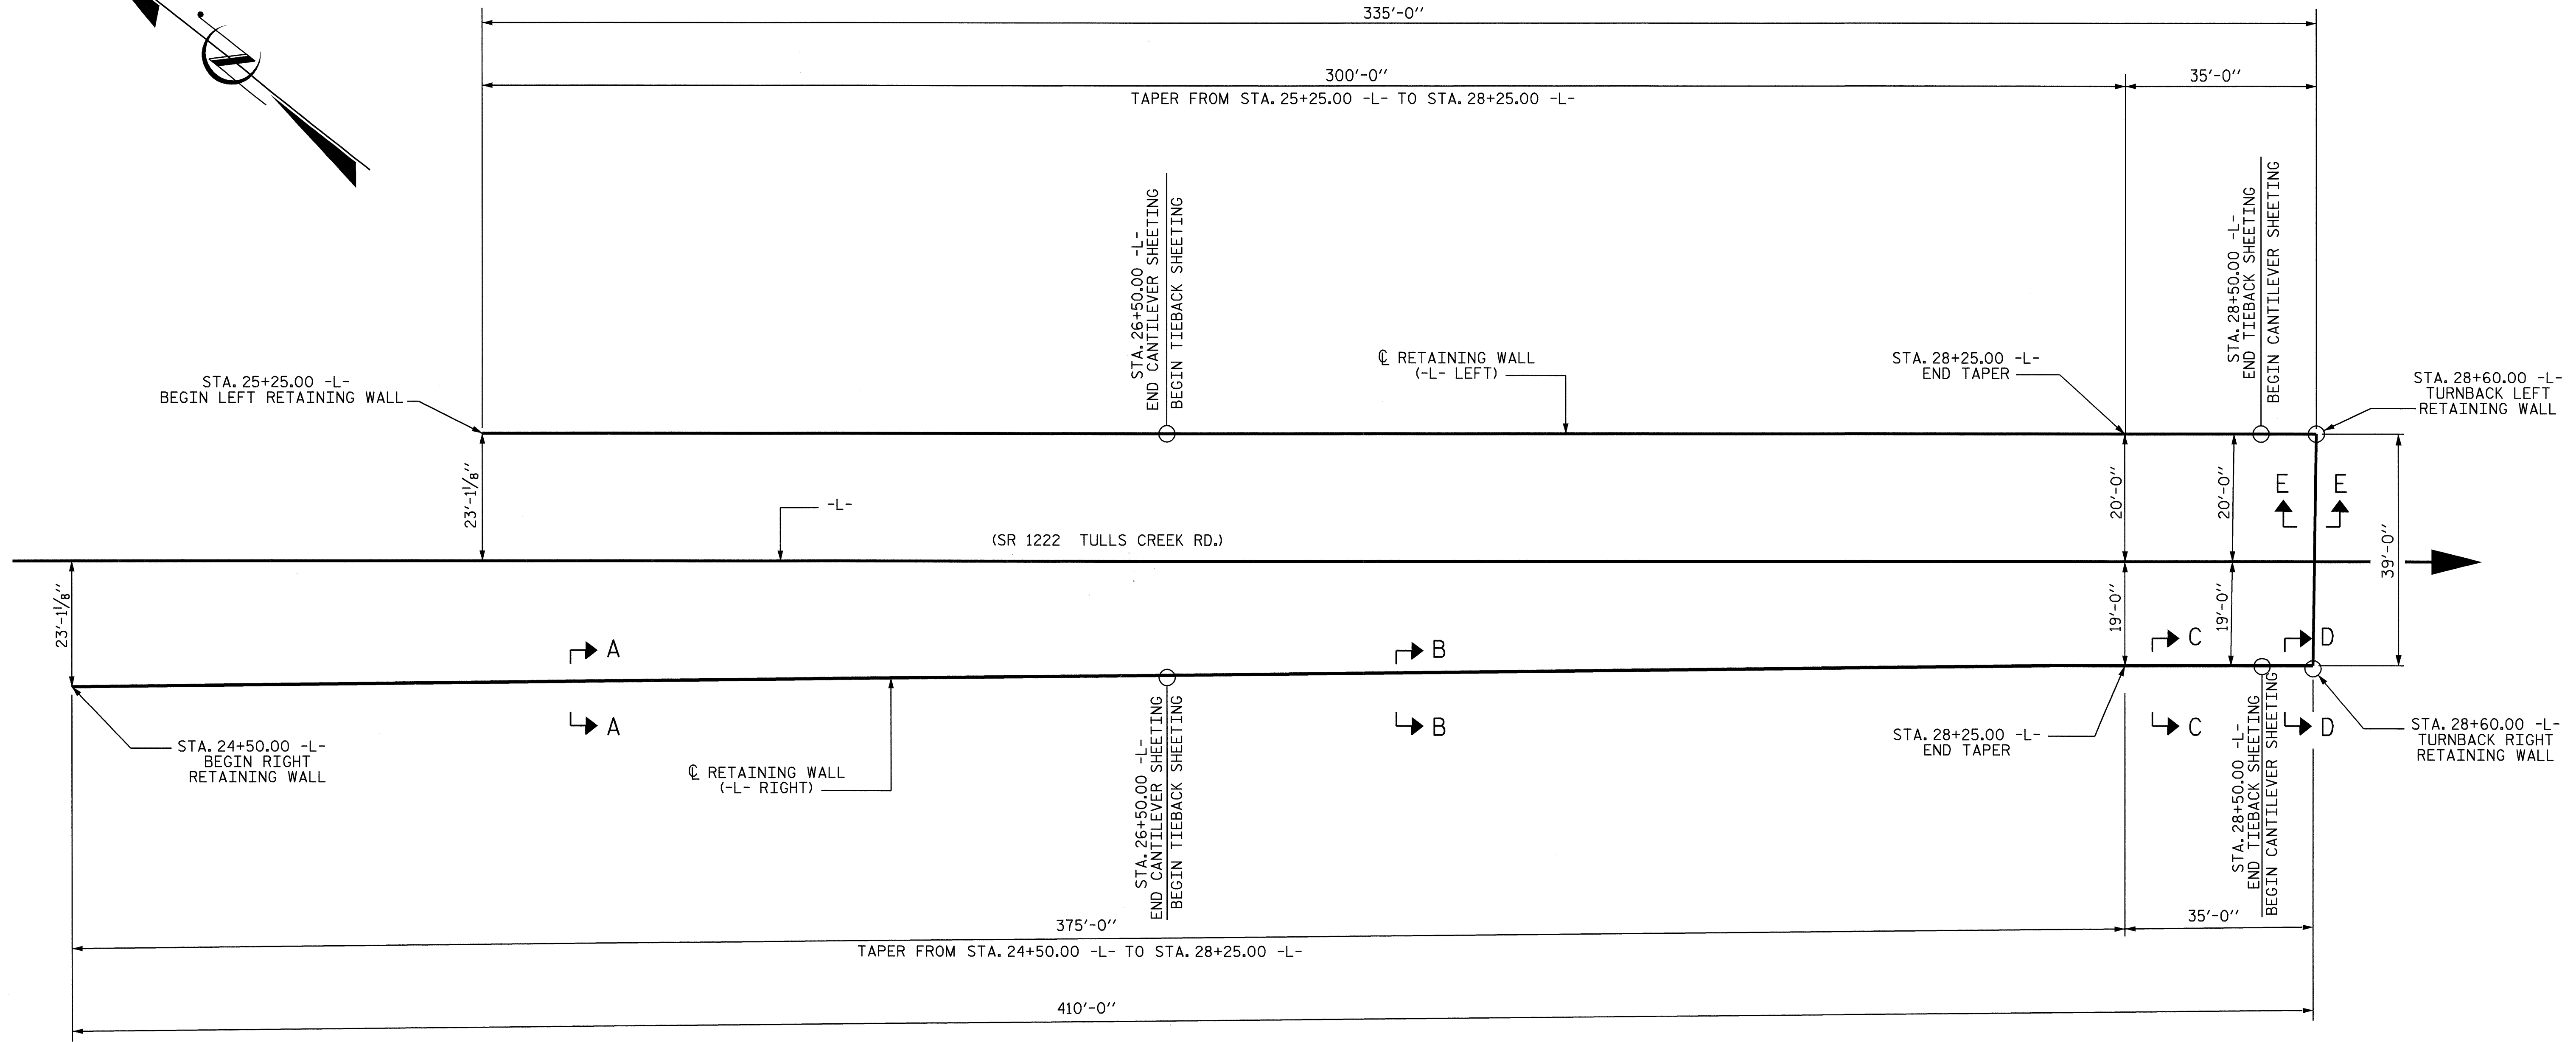 335'-0"
300'-0"
35'-0"
TAPER FROM STA. 25+25.00 -L- TO STA. 28+25.00 -L-
STA. 26+50.00 -L-
END CANTILEVER SHEETING
BEGIN TIEBACK SHEETING
STA. 28+50.00 -L-
END TIEBACK SHEETING
BEGIN CANTILEVER SHEETING
STA. 25+25.00 -L-
BEGIN LEFT RETAINING WALL
℄ RETAINING WALL
(-L- LEFT)
STA. 28+25.00 -L-
END TAPER
STA. 28+60.00 -L-
TURNBACK LEFT
RETAINING WALL
23'-1⅛"
20'-0"
20'-0"
E E
-L-
(SR 1222 TULLS CREEK RD.)
39'-0"
23'-1⅛"
19'-0"
19'-0"
A
B
C
D
A
B
C
D
STA. 24+50.00 -L-
BEGIN RIGHT
RETAINING WALL
℄ RETAINING WALL
(-L- RIGHT)
STA. 26+50.00 -L-
END CANTILEVER SHEETING
BEGIN TIEBACK SHEETING
STA. 28+25.00 -L-
END TAPER
STA. 28+50.00 -L-
END TIEBACK SHEETING
BEGIN CANTILEVER SHEETING
STA. 28+60.00 -L-
TURNBACK RIGHT
RETAINING WALL
375'-0"
35'-0"
TAPER FROM STA. 24+50.00 -L- TO STA. 28+25.00 -L-
410'-0"